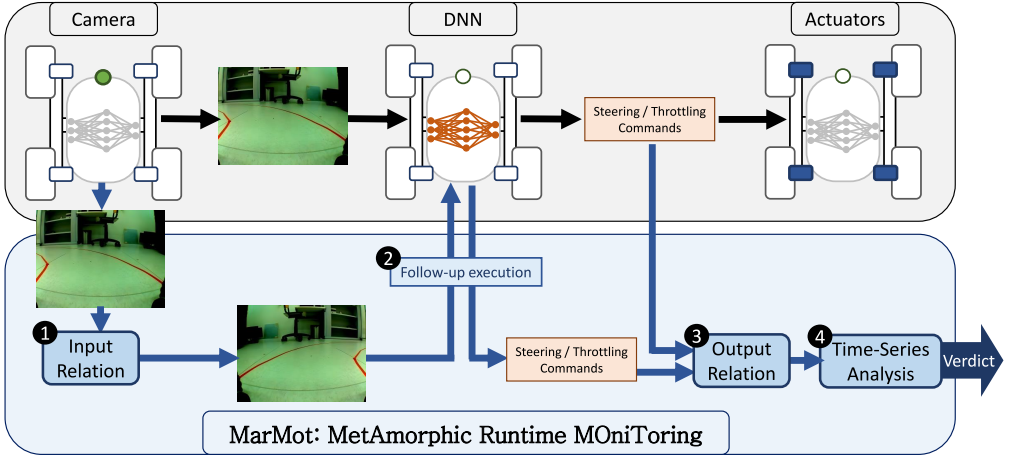 Camera
DNN
Actuators
Steering / Throttling
Commands
2
Follow-up execution
1
Input
Relation
Steering / Throttling
Commands
3
Output
Relation
4
Time-Series
Analysis
Verdict
MarMot: MetAmorphic Runtime MOniToring